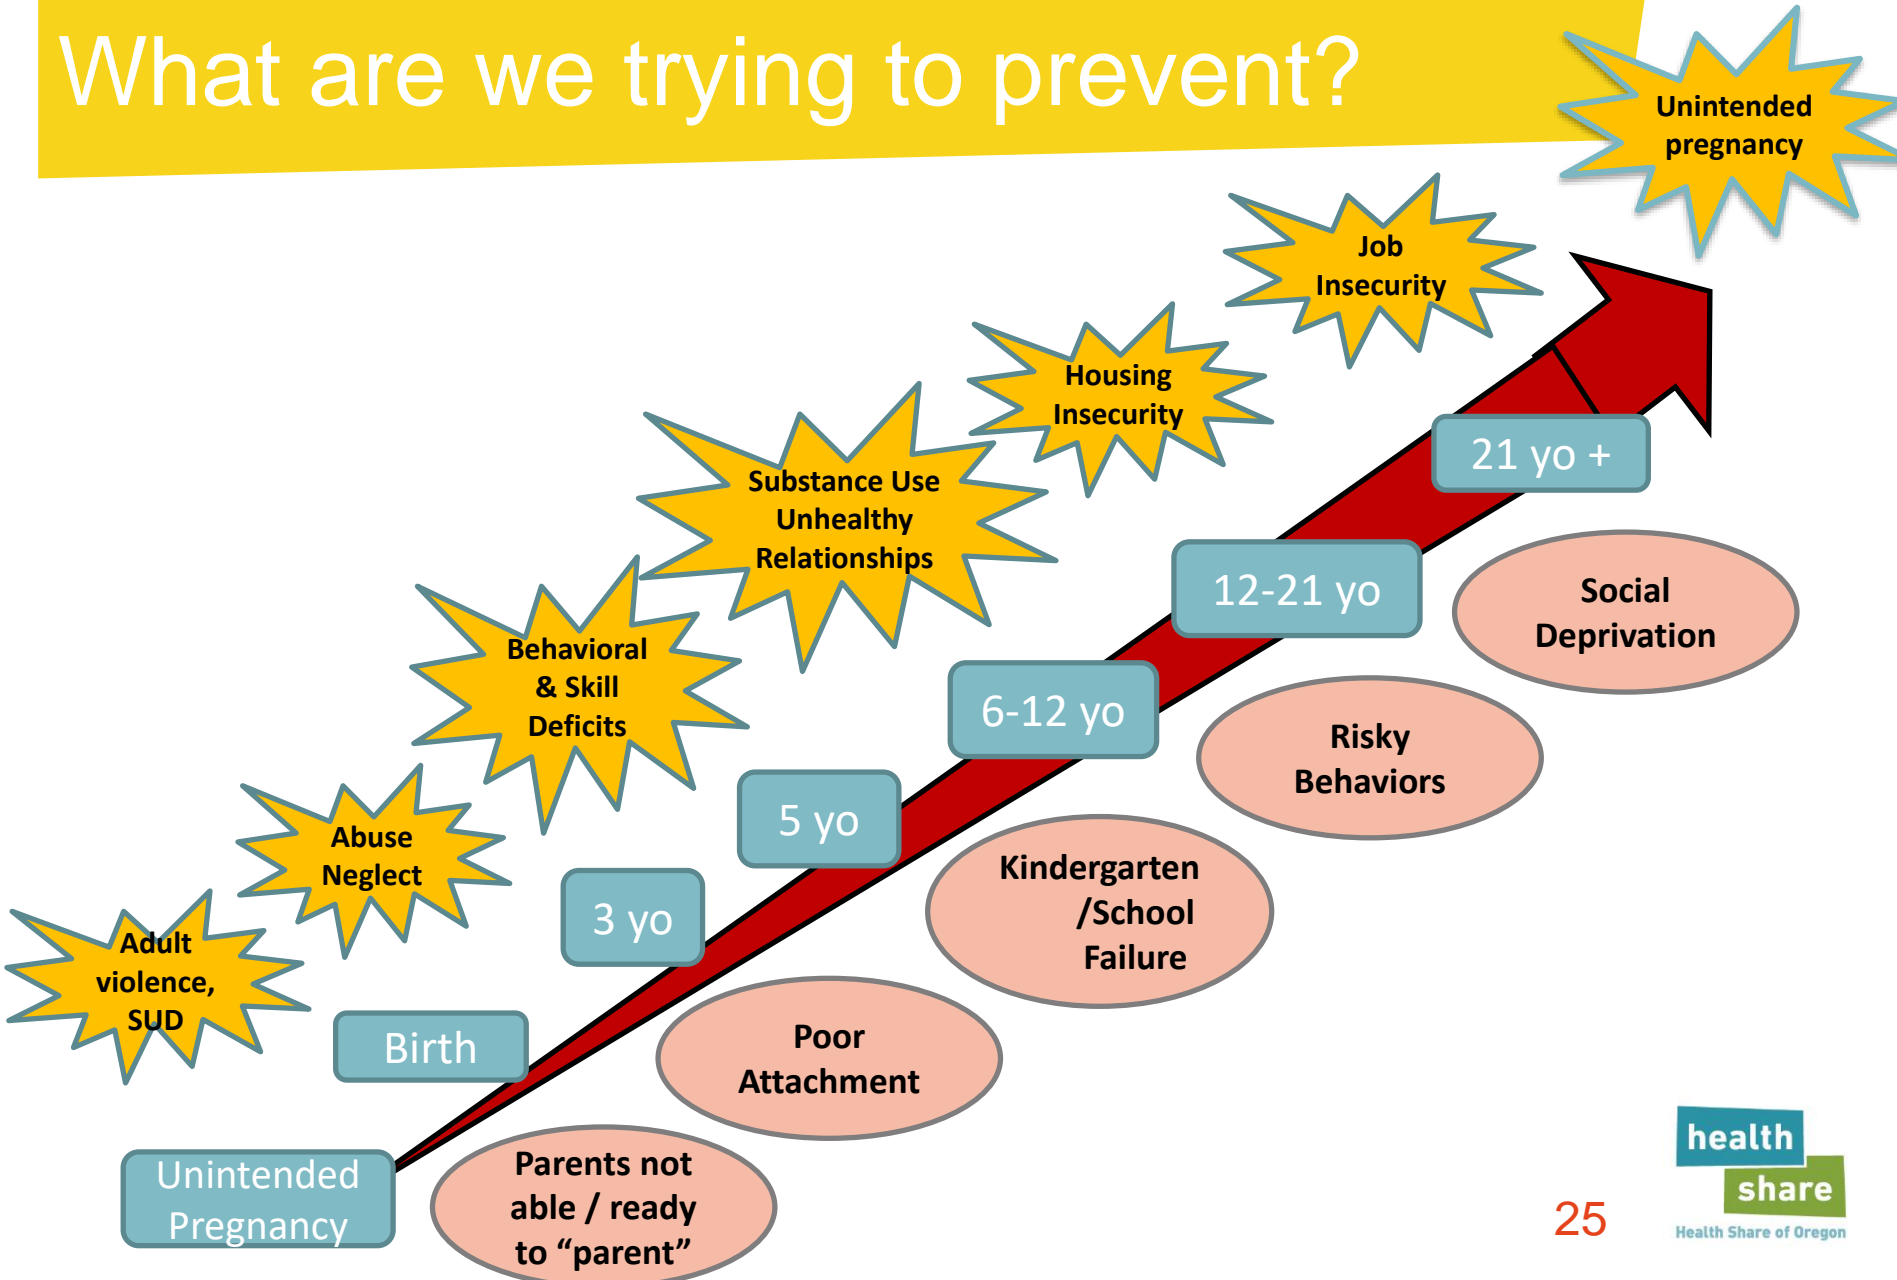 What are we trying to prevent?
Unintended
pregnancy
Job
Insecurity
Housing
Insecurity
Substance Use
Unhealthy
Relationships
Behavioral
& Skill
Deficits
Abuse
Neglect
Adult
violence,
SUD
21 yo +
12-21 yo
6-12 yo
5 yo
3 yo
Birth
Unintended
Pregnancy
Social
Deprivation
Risky
Behaviors
Kindergarten
/School
Failure
Poor
Attachment
Parents not
able / ready
to “parent”
25
health
share
Health Share of Oregon